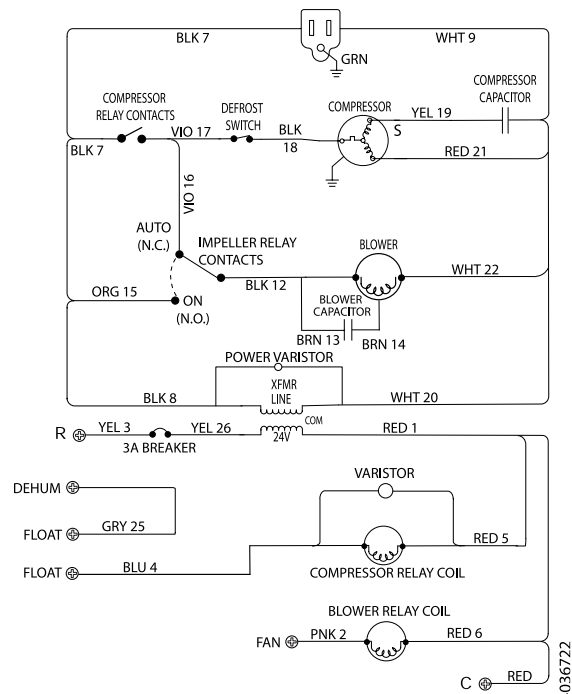 BLK 7
WHT 9
GRN
COMPRESSOR
RELAY CONTACTS
DEFROST
SWITCH
COMPRESSOR
COMPRESSOR
CAPACITOR
YEL 19
S
BLK 7
VIO 17
BLK
18
RED 21
VIO 16
AUTO
(N.C.)
IMPELLER RELAY
CONTACTS
BLOWER
BLK 12
WHT 22
ORG 15
ON
(N.O.)
BLOWER
CAPACITOR
BRN 13
BRN 14
POWER VARISTOR
BLK 8
XFMR
LINE
WHT 20
COM
R
YEL 3
YEL 26
24V
RED 1
3A BREAKER
DEHUM
VARISTOR
FLOAT
GRY 25
RED 5
FLOAT
BLU 4
COMPRESSOR RELAY COIL
BLOWER RELAY COIL
FAN
PNK 2
RED 6
C
RED
036722